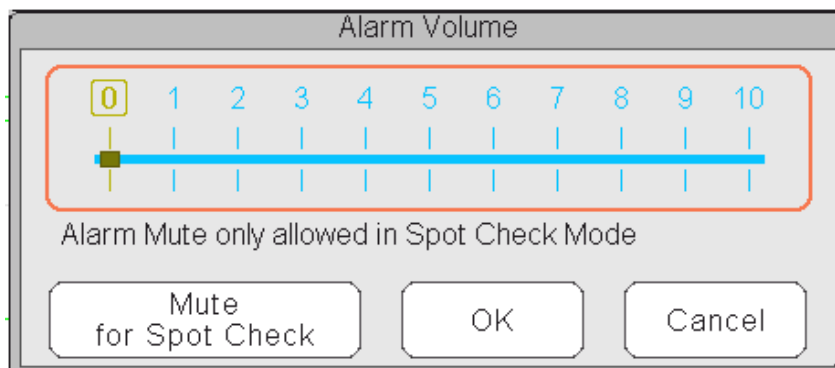 Alarm Volume
0 1 2 3 4 5 6 7 8 9 10
Alarm Mute only allowed in Spot Check Mode
Mute
for Spot Check
OK
Cancel